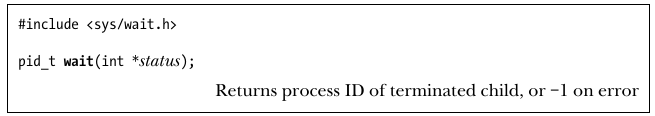 #include <sys/wait.h>
pid_t wait(int *status);
Returns process ID of terminated child, or –1 on error